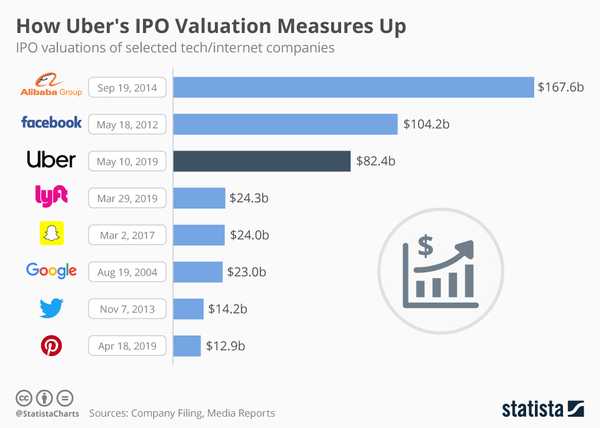 How Uber's IPO Valuation Measures Up
IPO valuations of selected tech/internet companies
Alibaba Group Sep 19, 2014 $167.6b
facebook May 18, 2012 $104.2b
Uber May 10, 2019 $82.4b
lyft Mar 29, 2019 $24.3b
Mar 2, 2017 $24.0b
Google Aug 19, 2004 $23.0b
Nov 7, 2013 $14.2b
Apr 18, 2019 $12.9b
$
cc
@StatistaCharts Sources: Company Filing, Media Reports
statista